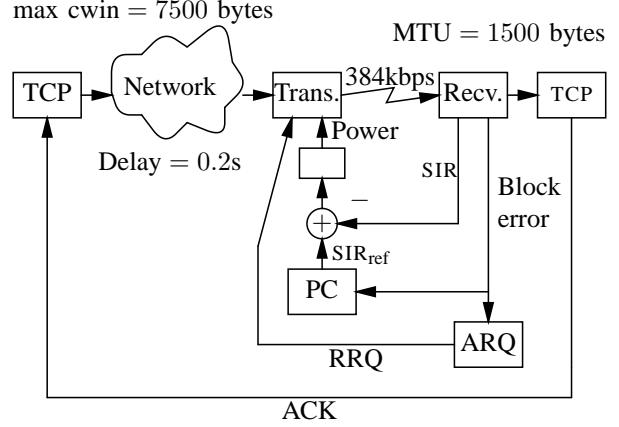 max cwin = 7500 bytes
MTU = 1500 bytes
TCP
Network
Trans.
384kbps
Recv.
TCP
Delay = 0.2s
Power
SIR
Block
error
−
+
SIRref
PC
ARQ
RRQ
ACK